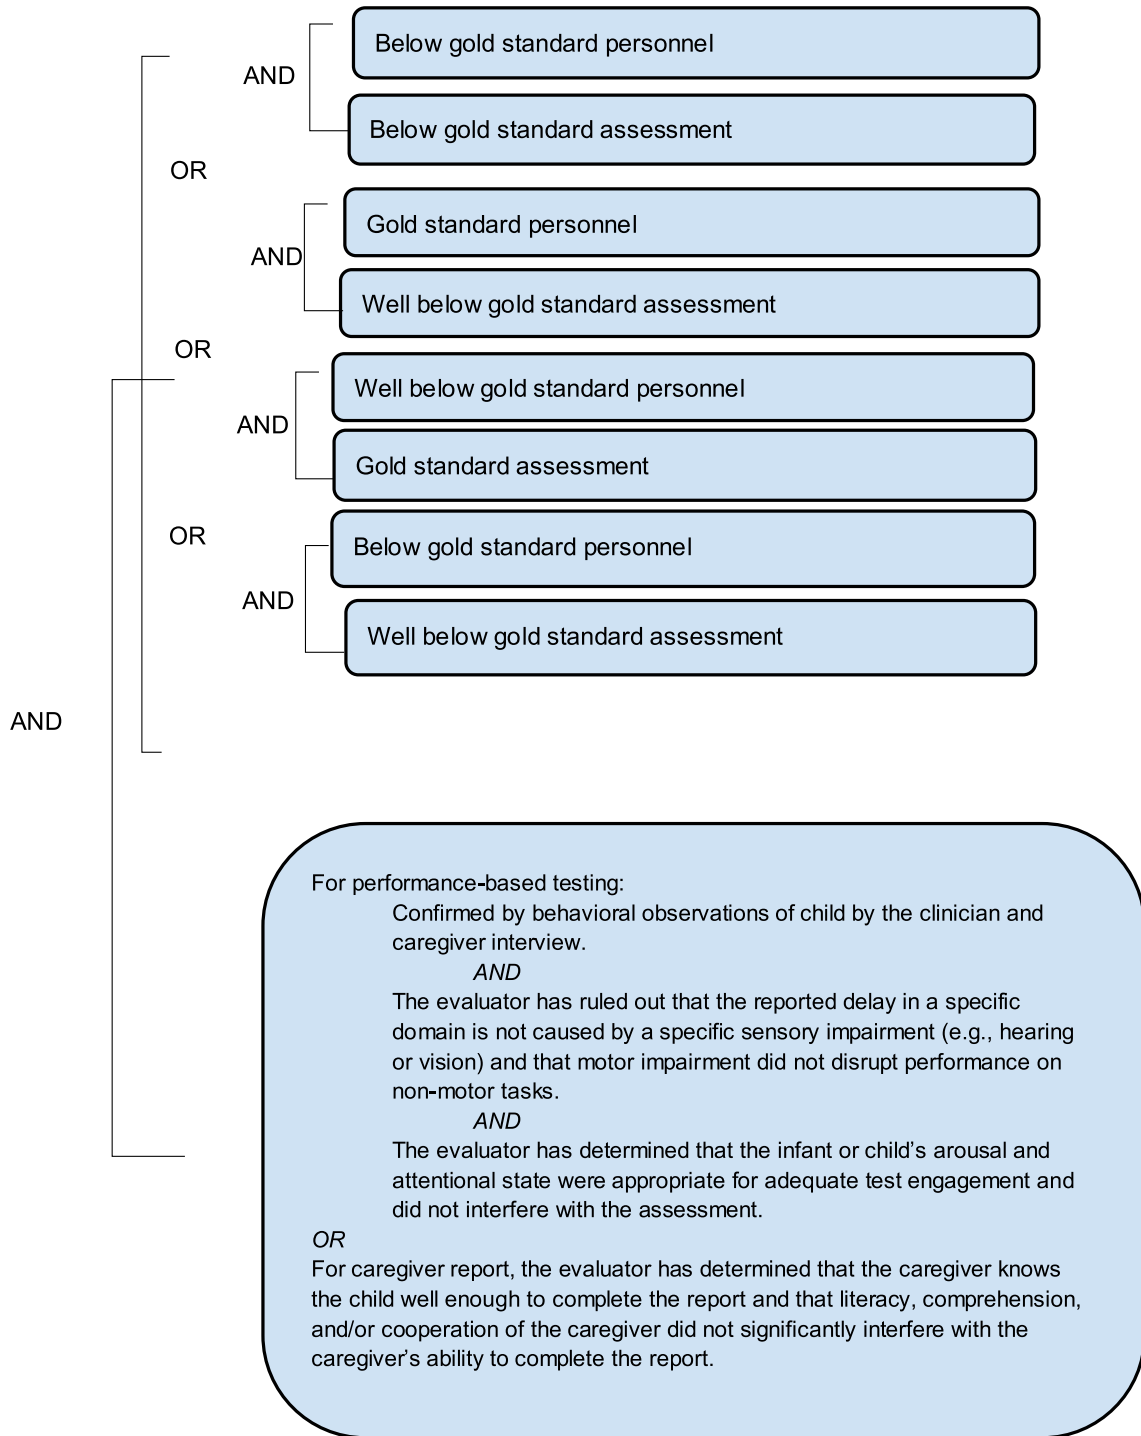 Below gold standard personnel
AND
Below gold standard assessment
OR
Gold standard personnel
AND
Well below gold standard assessment
OR
Well below gold standard personnel
AND
Gold standard assessment
OR
Below gold standard personnel
AND
Well below gold standard assessment
AND
For performance-based testing:
Confirmed by behavioral observations of child by the clinician and
caregiver interview.
AND
The evaluator has ruled out that the reported delay in a specific
domain is not caused by a specific sensory impairment (e.g., hearing
or vision) and that motor impairment did not disrupt performance on
non-motor tasks.
AND
The evaluator has determined that the infant or child’s arousal and
attentional state were appropriate for adequate test engagement and
did not interfere with the assessment.
OR
For caregiver report, the evaluator has determined that the caregiver knows
the child well enough to complete the report and that literacy, comprehension,
and/or cooperation of the caregiver did not significantly interfere with the
caregiver’s ability to complete the report.